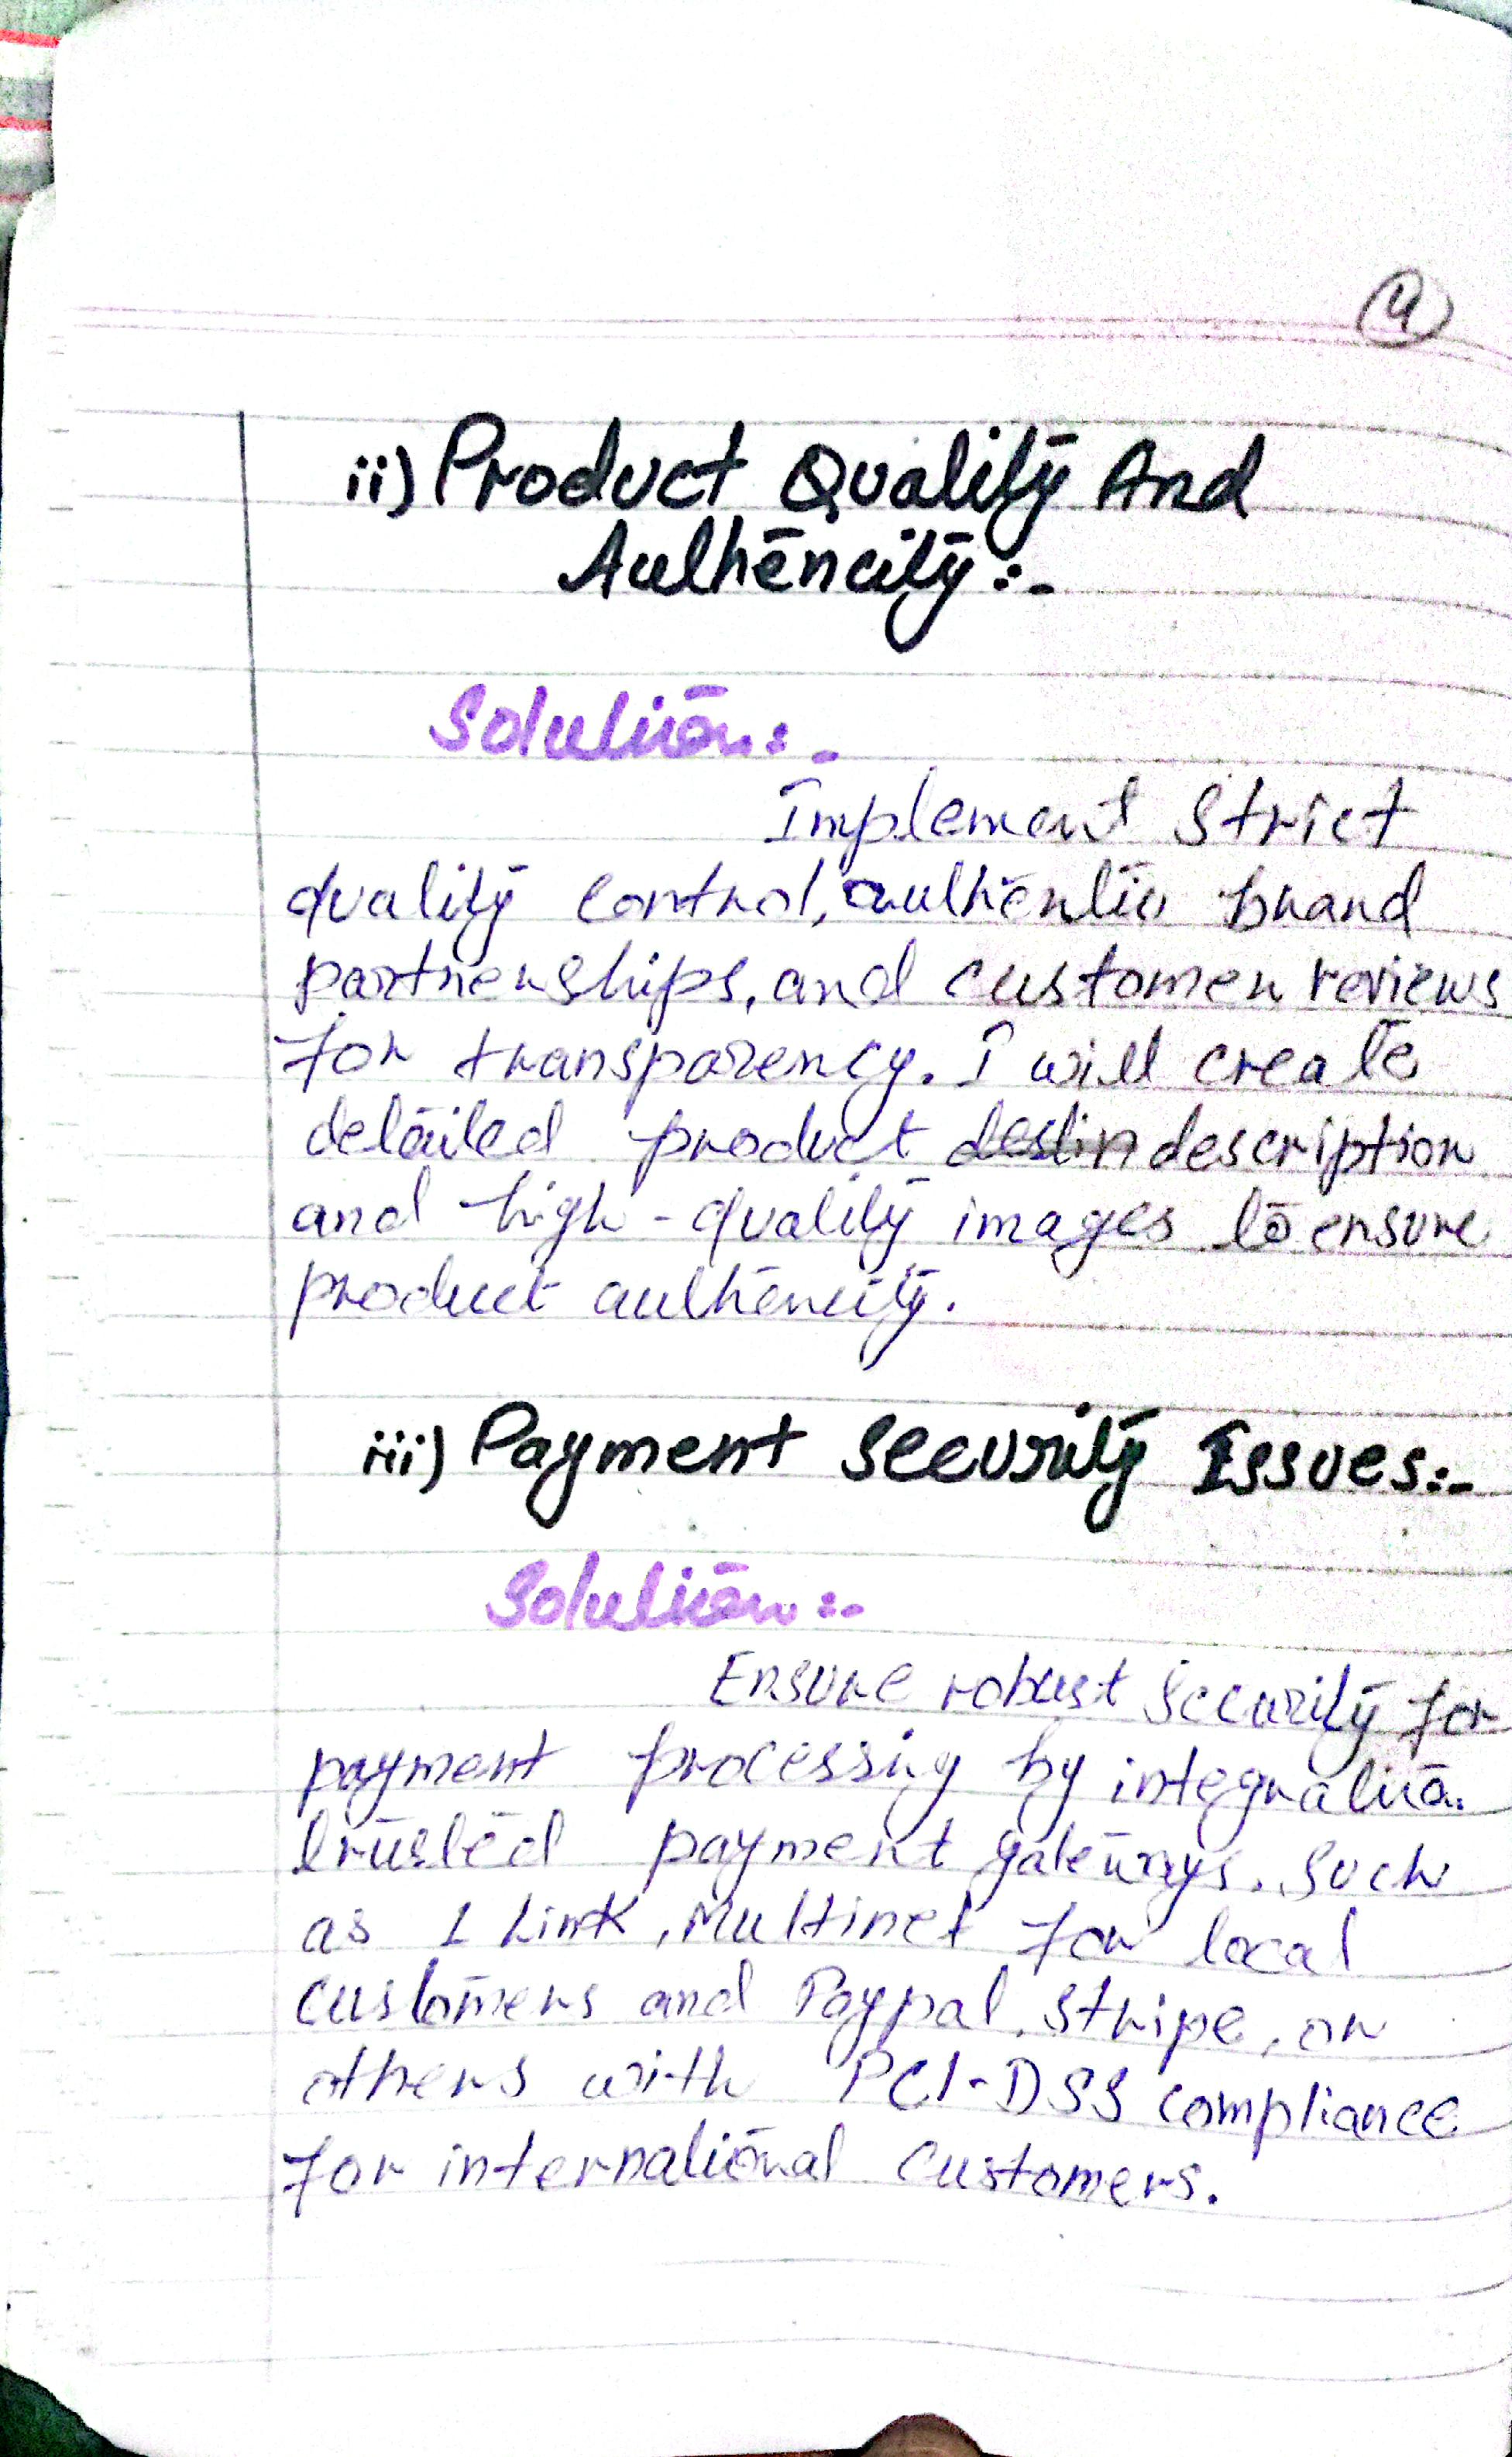 4
ii) Product Quality And
Authencity:-
Solution:-
Implement Strict
quality control, authentic brand
partnerships, and customer reviews
for transparency. I will create
detailed product destin description
and high-quality images to ensure
product authencity.
iii) Payment Security Issues:-
Solution:-
Ensure robust Security for
payment processing by integration
trusted payment gateways. Such
as 1 Link, Multinet for local
customers and Paypal, Stripe, or
others with PCI-DSS compliance
for international customers.